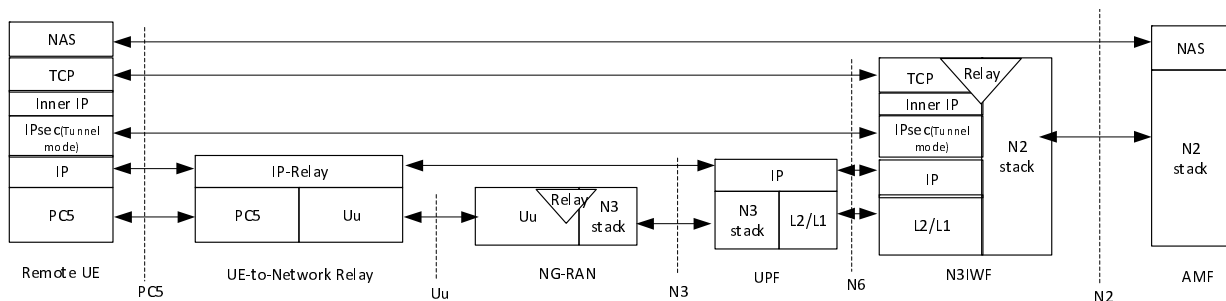 NAS
TCP
Inner IP
IPsec(Tunnel
mode)
IP
PC5
Remote UE
PC5
IP-Relay
PC5
Uu
UE-to-Network Relay
Uu
Uu
Relay
N3
stack
NG-RAN
N3
IP
N3
stack
L2/L1
UPF
N6
TCP
Relay
Inner IP
IPsec(Tunnel
mode)
IP
L2/L1
N2
stack
N3IWF
N2
NAS
N2
stack
AMF